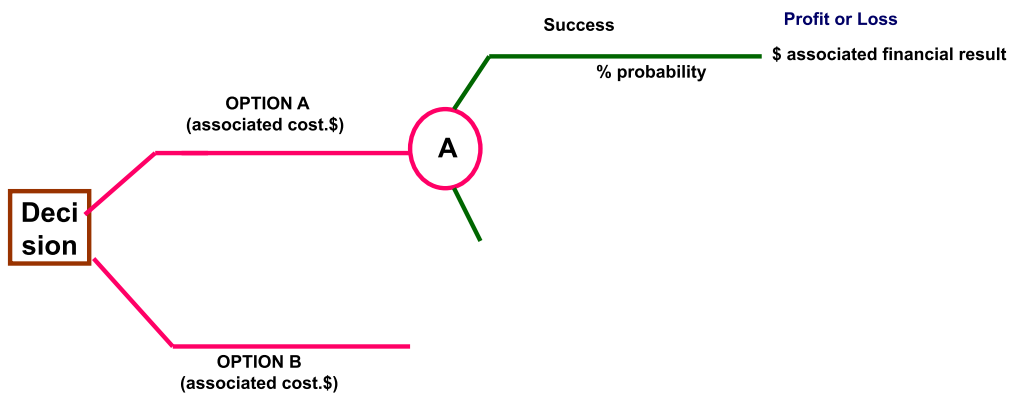 Success
Profit or Loss
$ associated financial result
% probability
OPTION A
(associated cost.$)
A
Deci
sion
OPTION B
(associated cost.$)